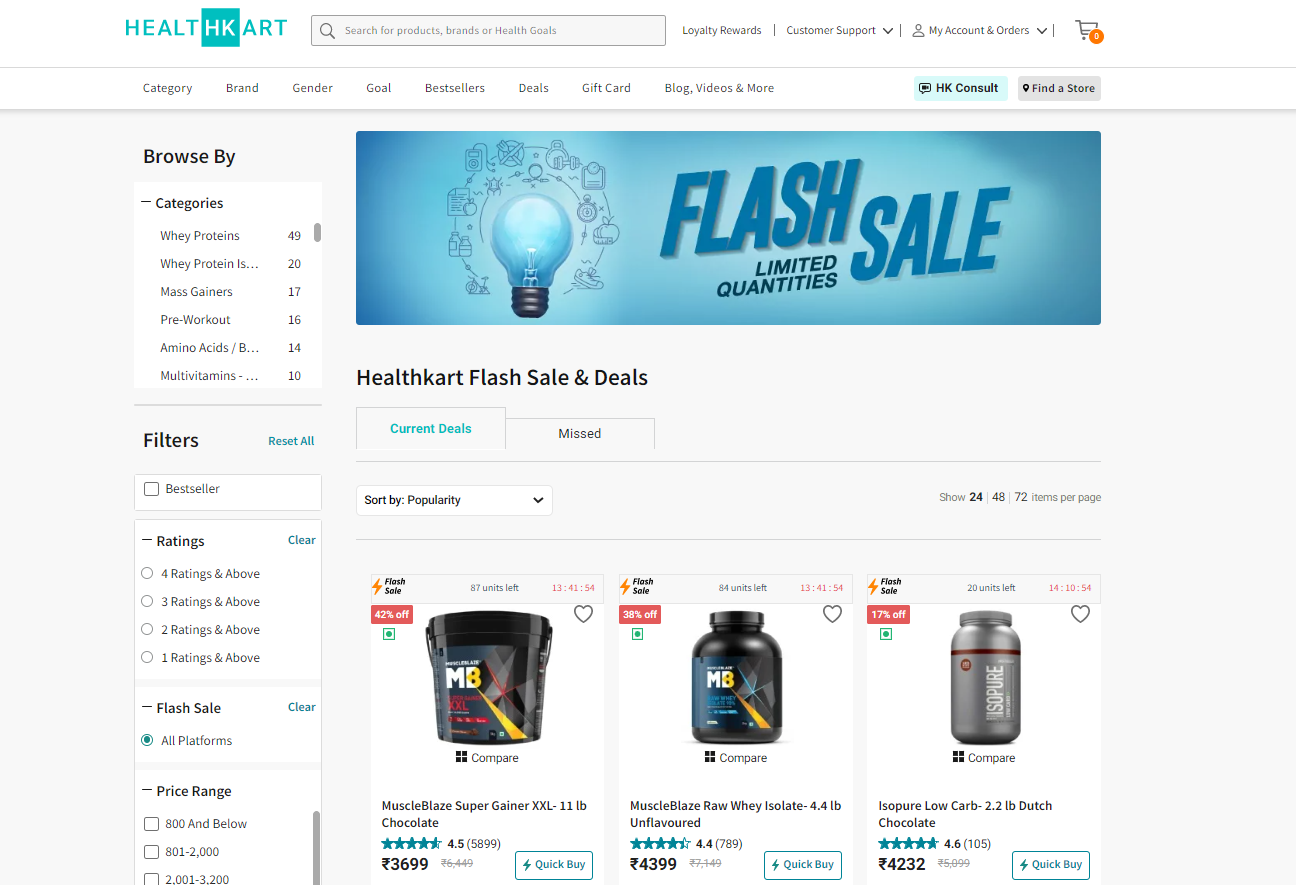 HEALTHKART
Search for products, brands or Health Goals
Loyalty Rewards
Customer Support
My Account & Orders
0
Category
Brand
Gender
Goal
Bestsellers
Deals
Gift Card
Blog, Videos & More
HK Consult
Find a Store
Browse By
Categories
Whey Proteins 49
Whey Protein Is... 20
Mass Gainers 17
Pre-Workout 16
Amino Acids / B... 14
Multivitamins - ... 10
Filters
Reset All
Bestseller
Ratings
Clear
4 Ratings & Above
3 Ratings & Above
2 Ratings & Above
1 Ratings & Above
Flash Sale
Clear
All Platforms
Price Range
800 And Below
801-2,000
2,001-3,200
FLASH
SALE
LIMITED
QUANTITIES
Healthkart Flash Sale & Deals
Current Deals
Missed
Sort by: Popularity
Show 24 | 48 | 72 items per page
Flash
Sale
87 units left
13 : 41 : 54
42% off
MUSCLEBLAZE
MB
XXL
Compare
MuscleBlaze Super Gainer XXL- 11 lb
Chocolate
4.5 (5899)
₹3699 ₹6,449
Quick Buy
Flash
Sale
84 units left
13 : 41 : 54
38% off
MUSCLEBLAZE
MB
Compare
MuscleBlaze Raw Whey Isolate- 4.4 lb
Unflavoured
4.4 (789)
₹4399 ₹7,149
Quick Buy
Flash
Sale
20 units left
14 : 10 : 54
17% off
ISOPURE
Compare
Isopure Low Carb- 2.2 lb Dutch
Chocolate
4.6 (105)
₹4232 ₹5,099
Quick Buy